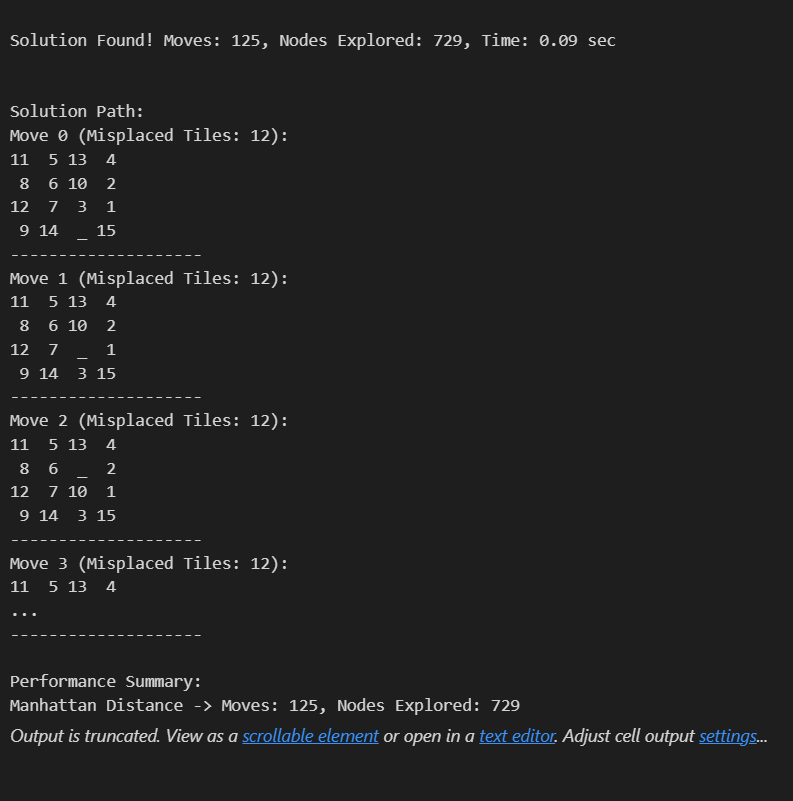 Solution Found! Moves: 125, Nodes Explored: 729, Time: 0.09 sec
Solution Path:
Move 0 (Misplaced Tiles: 12):
11  5 13  4
 8  6 10  2
12  7  3  1
 9 14  _ 15
--------------------
Move 1 (Misplaced Tiles: 12):
11  5 13  4
 8  6 10  2
12  7  _  1
 9 14  3 15
--------------------
Move 2 (Misplaced Tiles: 12):
11  5 13  4
 8  6  _  2
12  7 10  1
 9 14  3 15
--------------------
Move 3 (Misplaced Tiles: 12):
11  5 13  4
...
--------------------
Performance Summary:
Manhattan Distance -> Moves: 125, Nodes Explored: 729
Output is truncated. View as a scrollable element or open in a text editor. Adjust cell output settings...